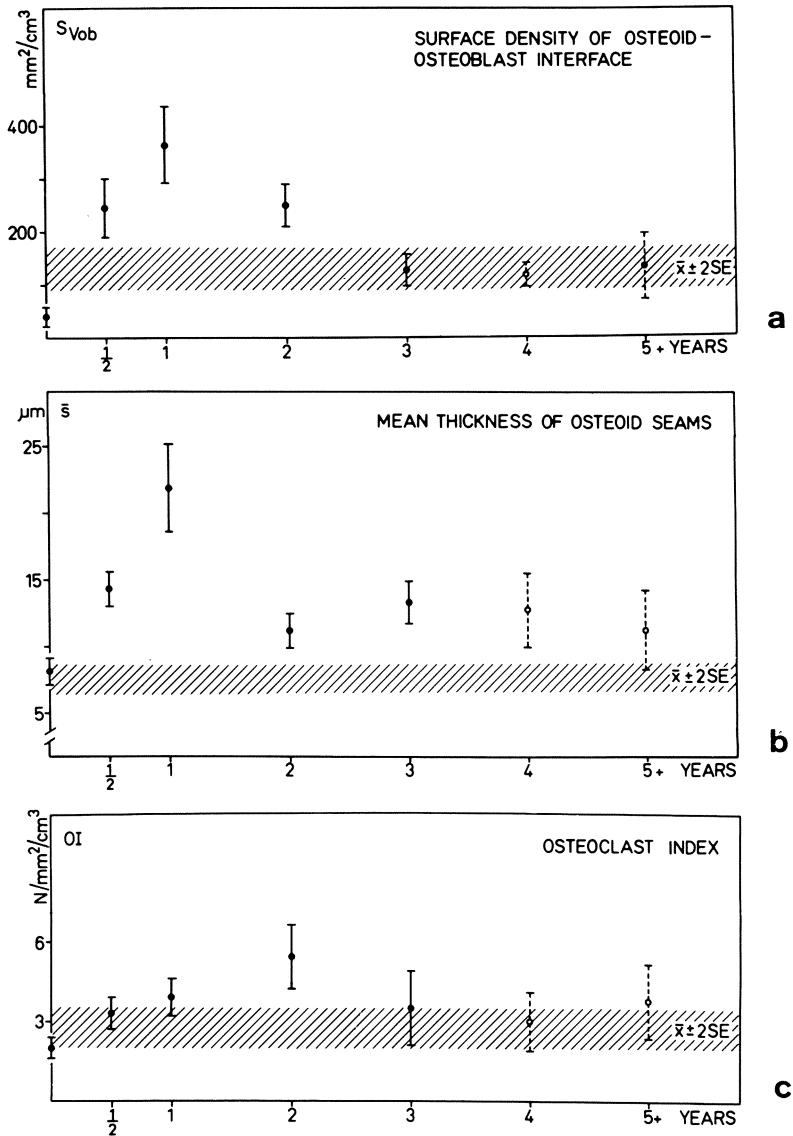 mm²/cm³
SVob
SURFACE DENSITY OF OSTEOID–
OSTEOBLAST INTERFACE
400
200
x̄ ± 2SE
½ 1 2 3 4 5+ YEARS
a
µm s̄
MEAN THICKNESS OF OSTEOID SEAMS
25
15
5
x̄ ± 2SE
½ 1 2 3 4 5+ YEARS
b
N/mm²/cm³
OI
OSTEOCLAST INDEX
6
3
x̄ ± 2SE
½ 1 2 3 4 5+ YEARS
c